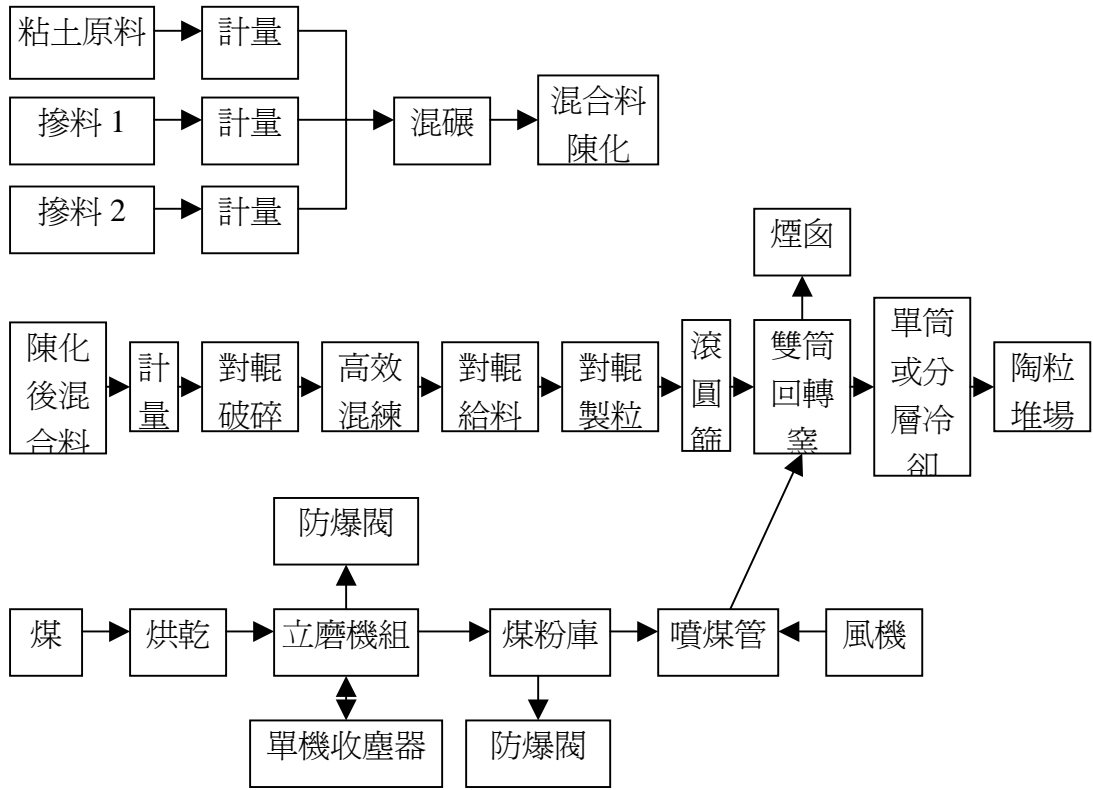 粘土原料
計量
摻料 1
計量
混碾
混合料
陳化
摻料 2
計量
煙囪
陳化
後混
合料
計
量
對輥
破碎
高效
混練
對輥
給料
對輥
製粒
滾
圓
篩
雙筒
回轉
窯
單筒
或分
層冷
卻
陶粒
堆場
防爆閥
煤
烘乾
立磨機組
煤粉庫
噴煤管
風機
單機收塵器
防爆閥